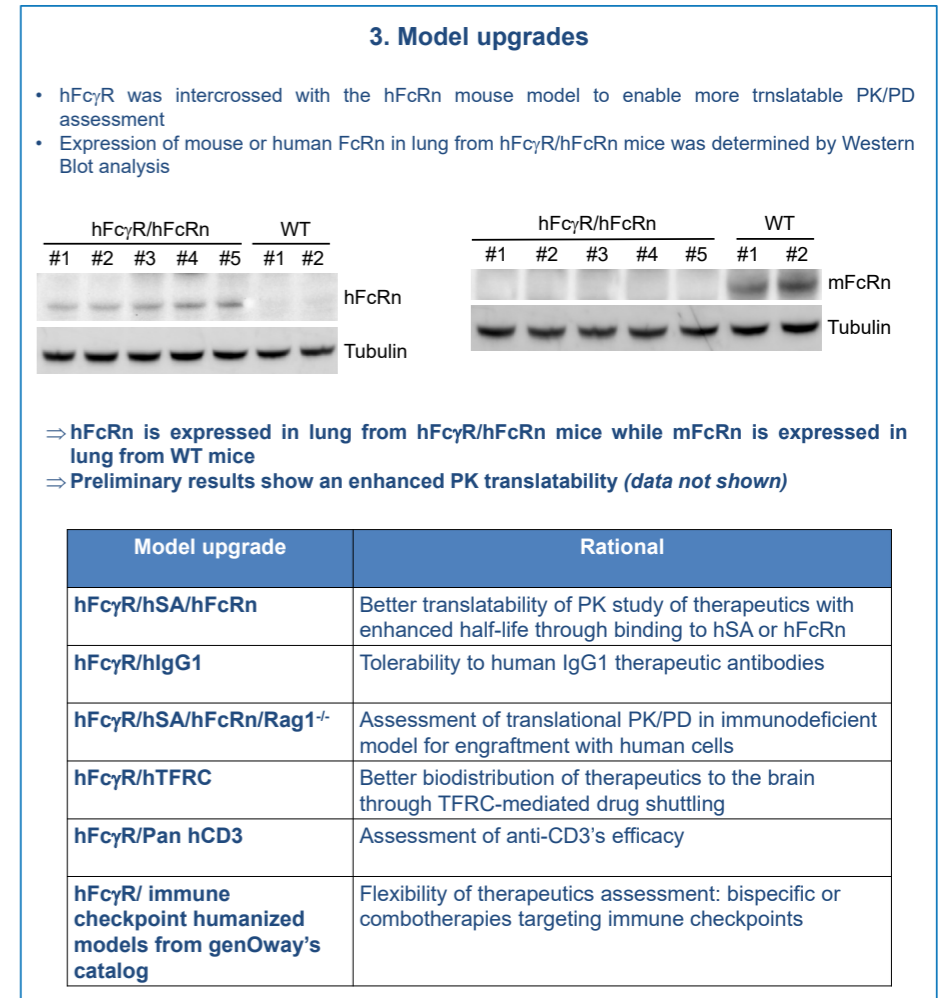 3. Model upgrades
• hFcγR was intercrossed with the hFcRn mouse model to enable more trnslatable PK/PD
assessment
• Expression of mouse or human FcRn in lung from hFcγR/hFcRn mice was determined by Western
Blot analysis
hFcγR/hFcRn WT
#1 #2 #3 #4 #5 #1 #2
hFcRn
Tubulin
hFcγR/hFcRn WT
#1 #2 #3 #4 #5 #1 #2
mFcRn
Tubulin
⇒ hFcRn is expressed in lung from hFcγR/hFcRn mice while mFcRn is expressed in
lung from WT mice
⇒ Preliminary results show an enhanced PK translatability (data not shown)
Model upgrade Rational
hFcγR/hSA/hFcRn Better translatability of PK study of therapeutics with
enhanced half-life through binding to hSA or hFcRn
hFcγR/hIgG1 Tolerability to human IgG1 therapeutic antibodies
hFcγR/hSA/hFcRn/Rag1-/- Assessment of translational PK/PD in immunodeficient
model for engraftment with human cells
hFcγR/hTFRC Better biodistribution of therapeutics to the brain
through TFRC-mediated drug shuttling
hFcγR/Pan hCD3 Assessment of anti-CD3's efficacy
hFcγR/ immune
checkpoint humanized
models from genOway's
catalog
Flexibility of therapeutics assessment: bispecific or
combotherapies targeting immune checkpoints